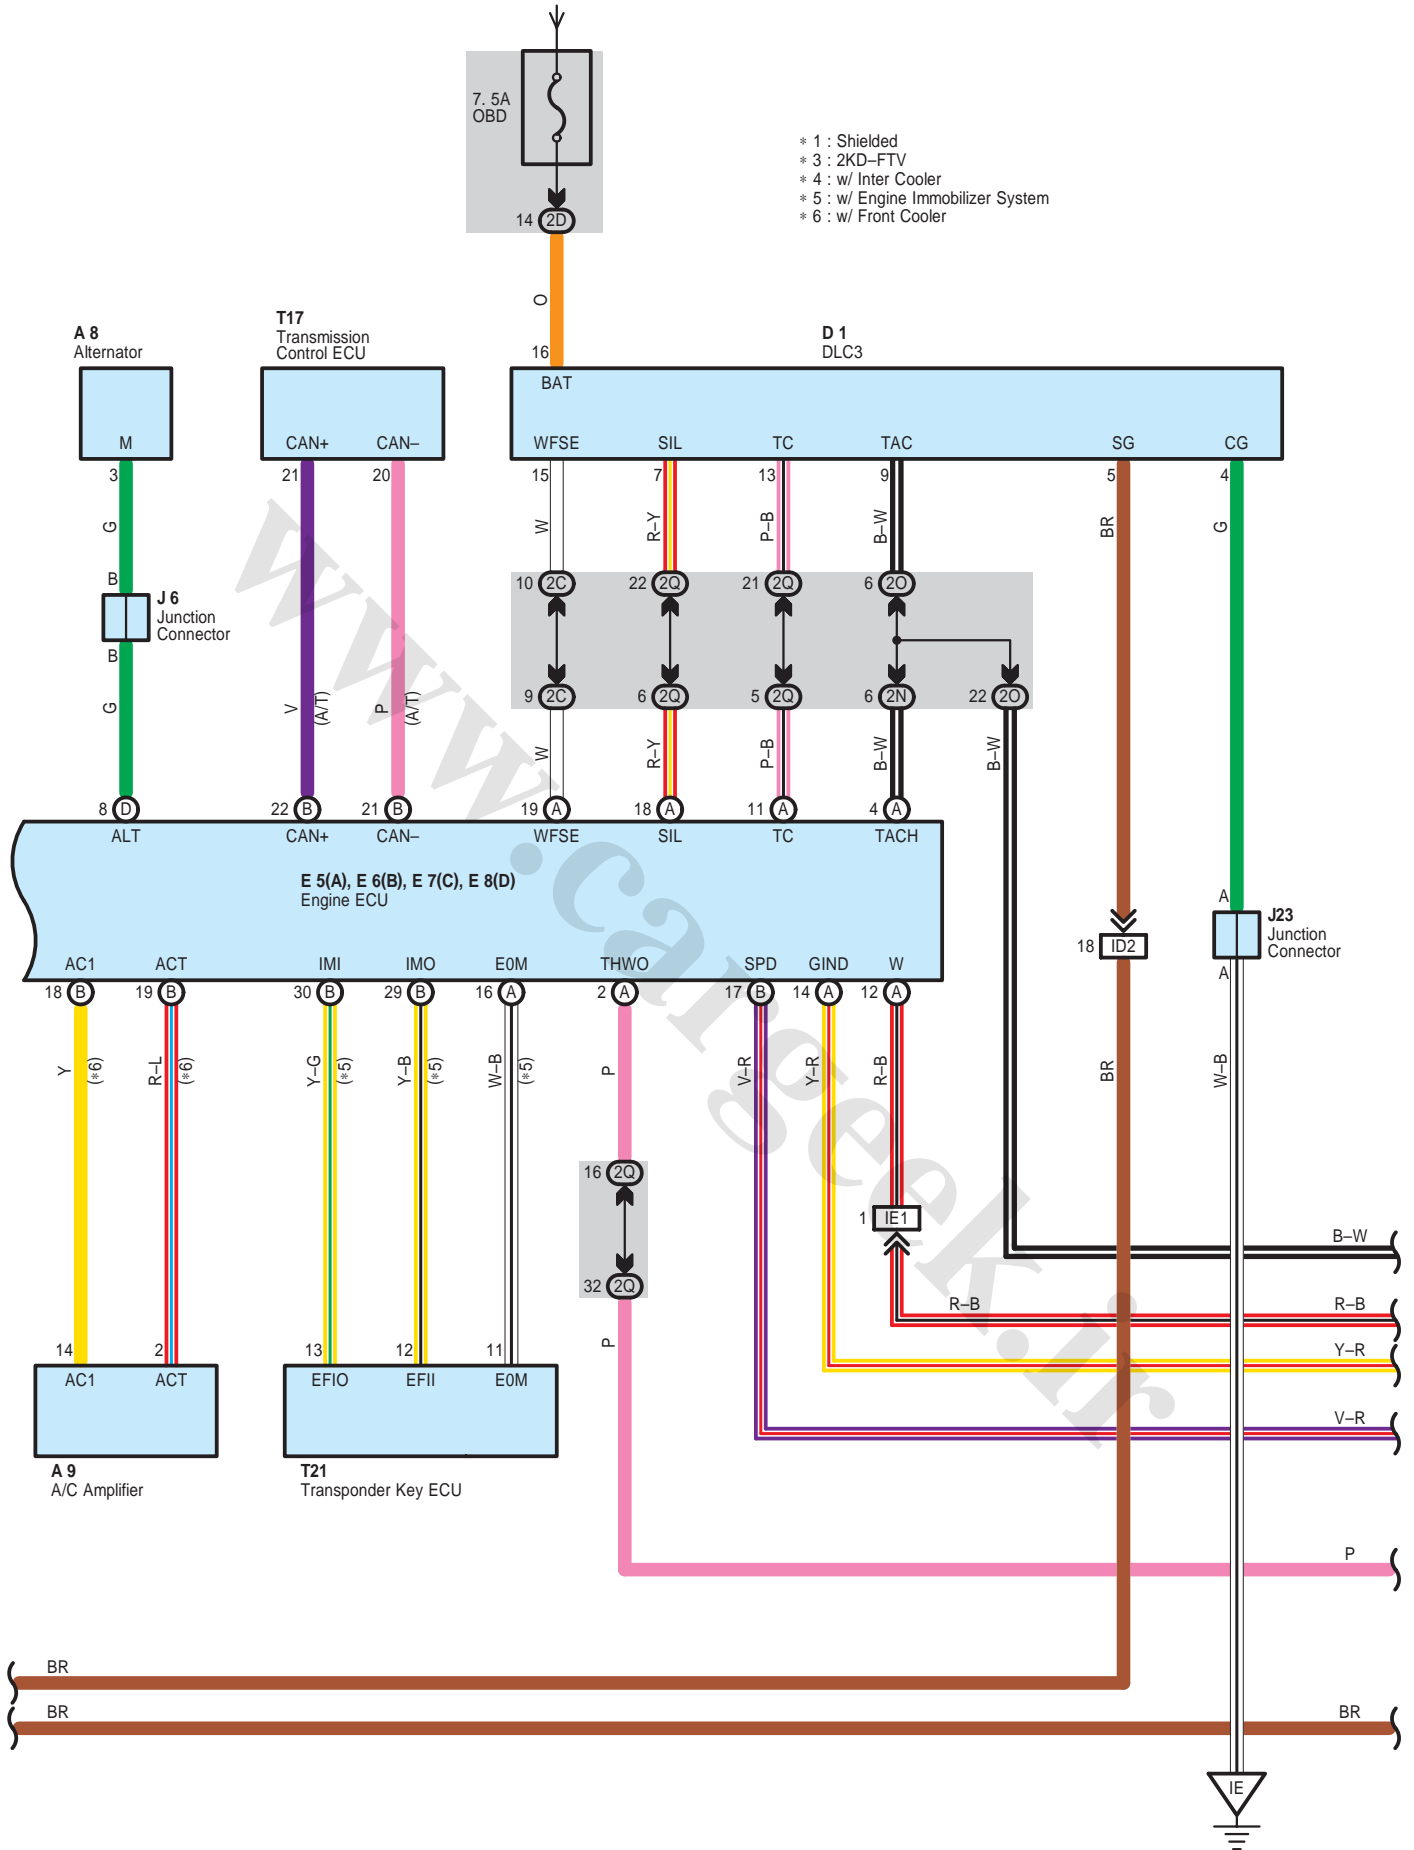 7. 5A
OBD
14 2D
* 1 : Shielded
* 3 : 2KD–FTV
* 4 : w/ Inter Cooler
* 5 : w/ Engine Immobilizer System
* 6 : w/ Front Cooler
O
A 8
Alternator
T17
Transmission
Control ECU
D 1
DLC3
16
BAT
M
CAN+ CAN–
WFSE SIL TC TAC SG CG
3 21 20 15 7 13 9 5 4
G W R–Y P–B B–W BR G
B
J 6
Junction
Connector
B
10 2C 22 2Q 21 2Q 6 2O
9 2C 6 2Q 5 2Q 6 2N 22 2O
G V (A/T) P (A/T) W R–Y P–B B–W B–W
8 D 22 B 21 B 19 A 18 A 11 A 4 A
ALT CAN+ CAN– WFSE SIL TC TACH
E 5(A), E 6(B), E 7(C), E 8(D)
Engine ECU
A
J23
Junction
Connector
A
18 ID2
AC1 ACT IMI IMO E0M THWO SPD GIND W
18 B 19 B 30 B 29 B 16 A 2 A 17 B 14 A 12 A
Y (*6) R–L (*6) Y–G (*5) Y–B (*5) W–B (*5) P V–R Y–R R–B BR W–B
16 2Q
1 IE1
32 2Q
B–W
R–B R–B
P
Y–R
14 2 13 12 11
AC1 ACT EFIO EFII E0M
V–R
A 9
A/C Amplifier
T21
Transponder Key ECU
P
BR
BR BR
IE
www.cargeek.ir